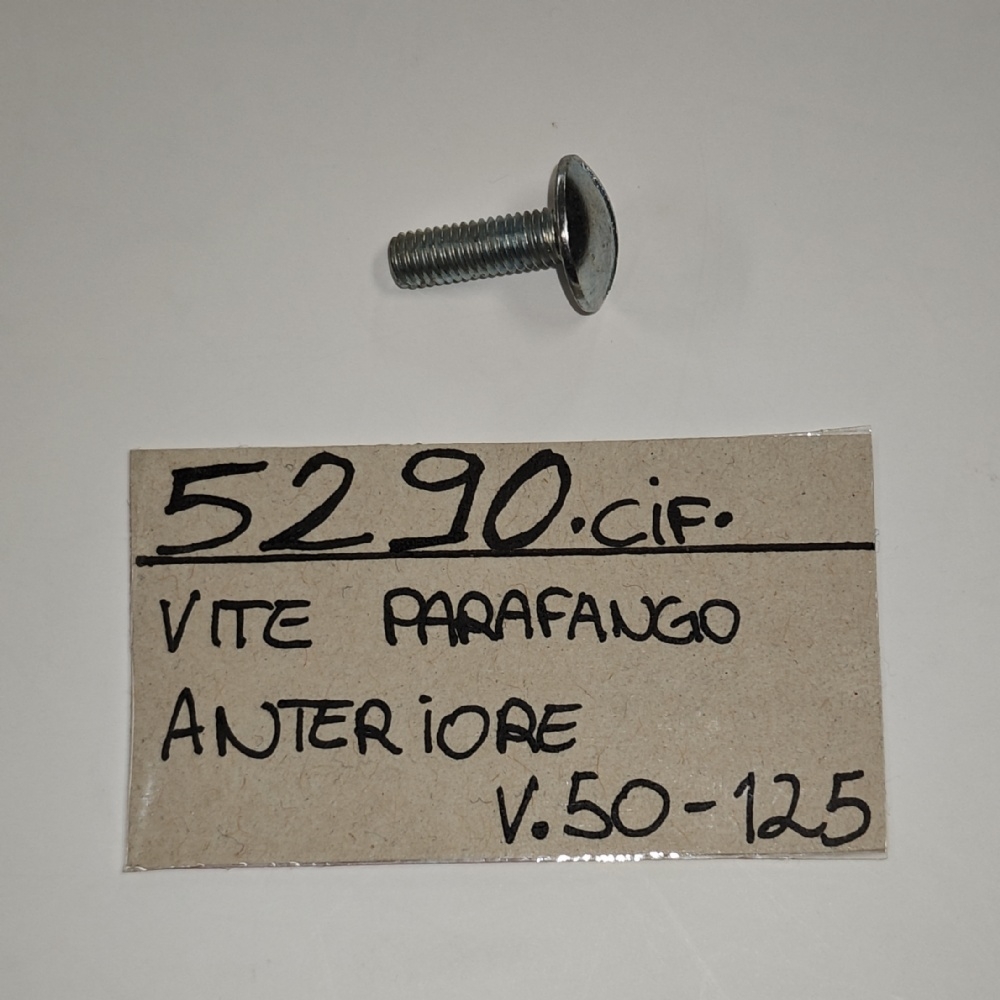 5290.CiF.
VITE PARAFANGO
ANTERiORE
V.50-125